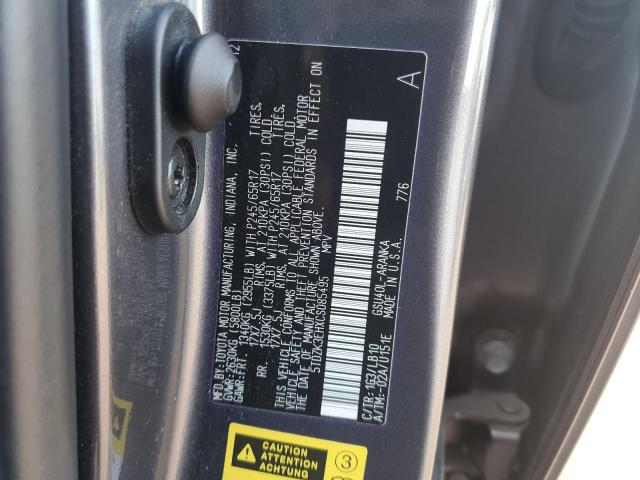 MFD. BY: TOYOTA MOTOR MANUFACTURING, INDIANA, INC. 12
GVWR: 2630KG (5800LB)
GAWR: FRT. 1340KG (2955LB) WITH P245/65R17 TIRES,
17X7.5J RIMS, AT 210KPA (30PSI) COLD.
RR. 1530KG (3375LB) WITH P245/65R17 TIRES,
17X7.5J RIMS, AT 210KPA (30PSI) COLD.
THIS VEHICLE CONFORMS TO ALL APPLICABLE FEDERAL MOTOR
VEHICLE SAFETY AND THEFT PREVENTION STANDARDS IN EFFECT ON
THE DATE OF MANUFACTURE SHOWN ABOVE.
5TDZK3EHXCS085495 MPV
A
776
C/TR: 1G3/LB10 GSU40L-ARANKA
A/TM: -02A/U151E MADE IN U.S.A.
CAUTION
ATTENTION
ACHTUNG
3